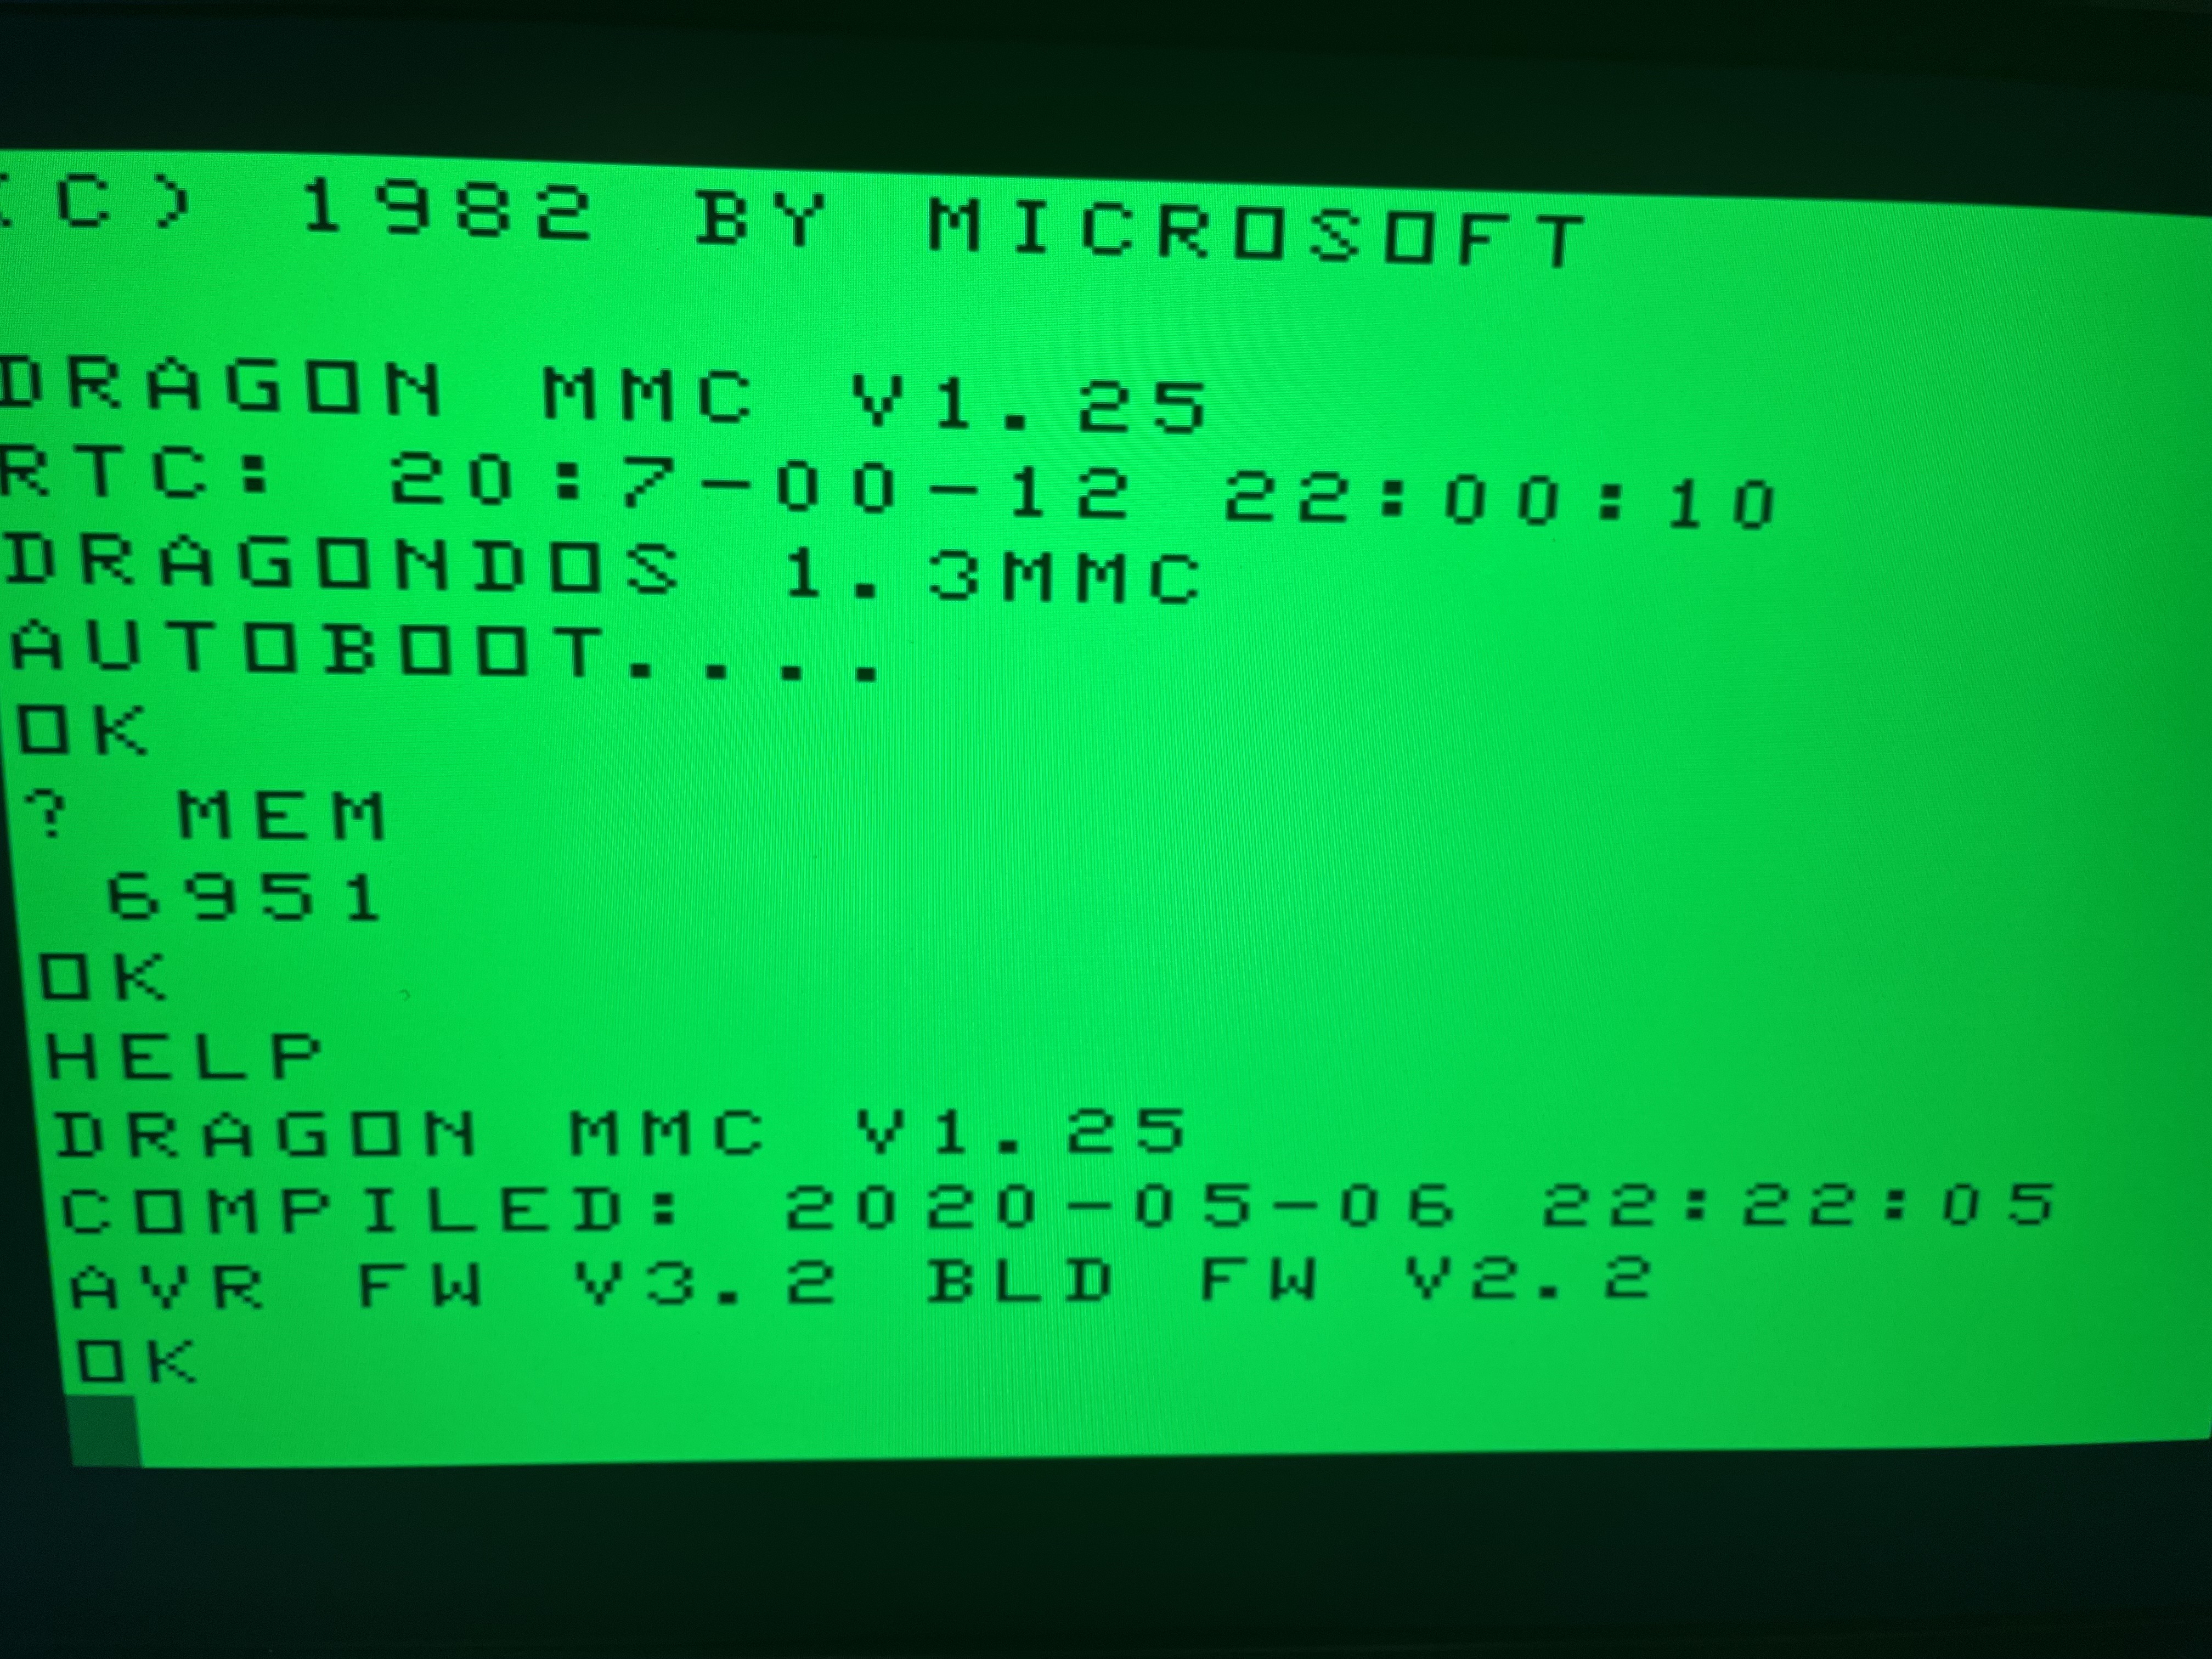 (C) 1982 BY MICROSOFT
DRAGON MMC V1.25
RTC: 20:7-00-12 22:00:10
DRAGONDOS 1.3MMC
AUTOBOOT....
OK
? MEM
6951
OK
HELP
DRAGON MMC V1.25
COMPILED: 2020-05-06 22:22:05
AVR FW V3.2 BLD FW V2.2
OK